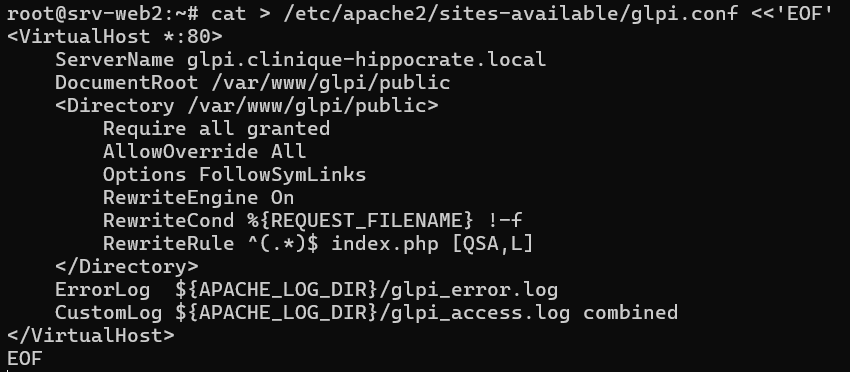 root@srv-web2:~# cat > /etc/apache2/sites-available/glpi.conf <<'EOF'
<VirtualHost *:80>
    ServerName glpi.clinique-hippocrate.local
    DocumentRoot /var/www/glpi/public
    <Directory /var/www/glpi/public>
        Require all granted
        AllowOverride All
        Options FollowSymLinks
        RewriteEngine On
        RewriteCond %{REQUEST_FILENAME} !-f
        RewriteRule ^(.*)$ index.php [QSA,L]
    </Directory>
    ErrorLog  ${APACHE_LOG_DIR}/glpi_error.log
    CustomLog ${APACHE_LOG_DIR}/glpi_access.log combined
</VirtualHost>
EOF